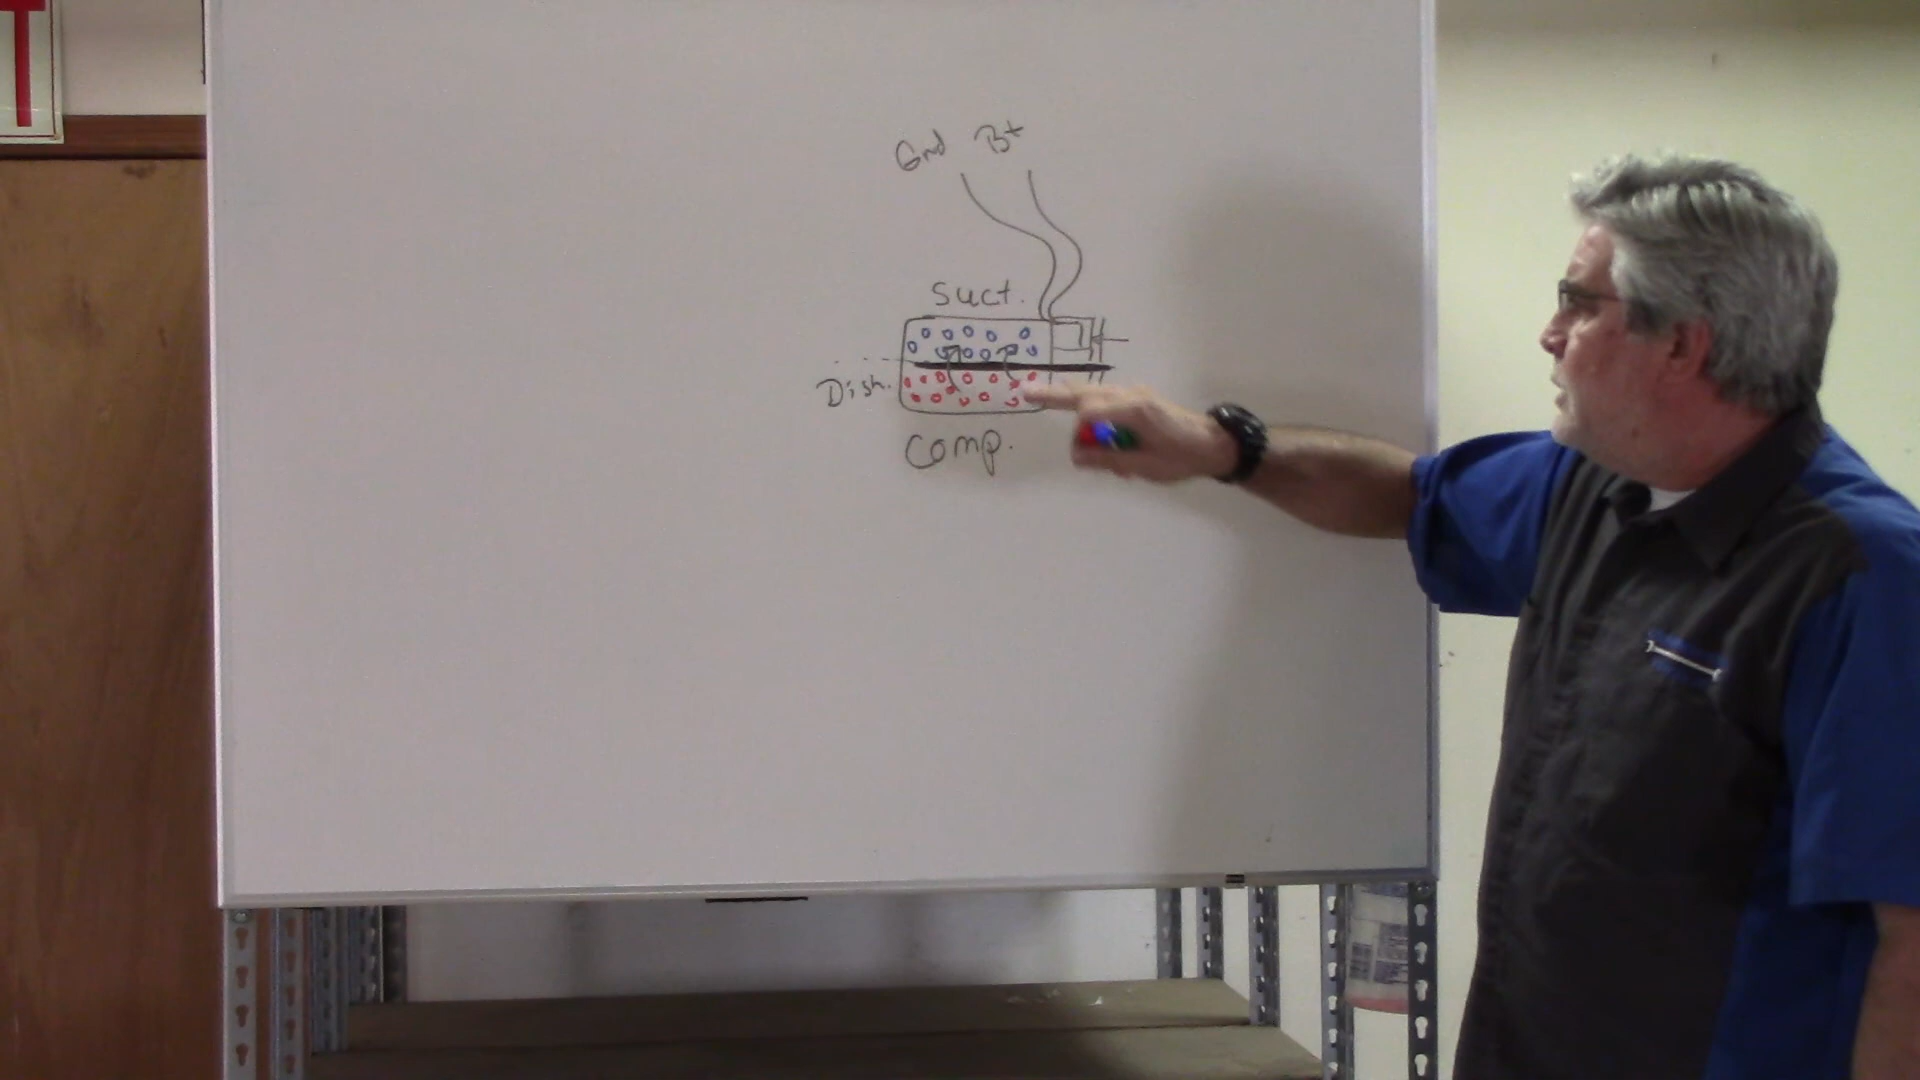 Gnd B+
Suct.
Dish.
Comp.